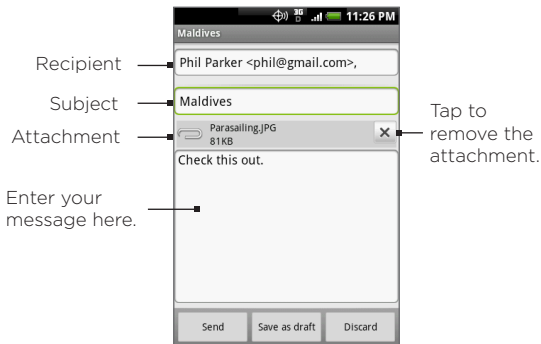 3G
D
11:26 PM
Maldives
Recipient
Phil Parker <phil@gmail.com>,
Subject
Maldives
Attachment
Parasailing.JPG
81KB
Tap to
remove the
attachment.
Check this out.
Enter your
message here.
Send
Save as draft
Discard